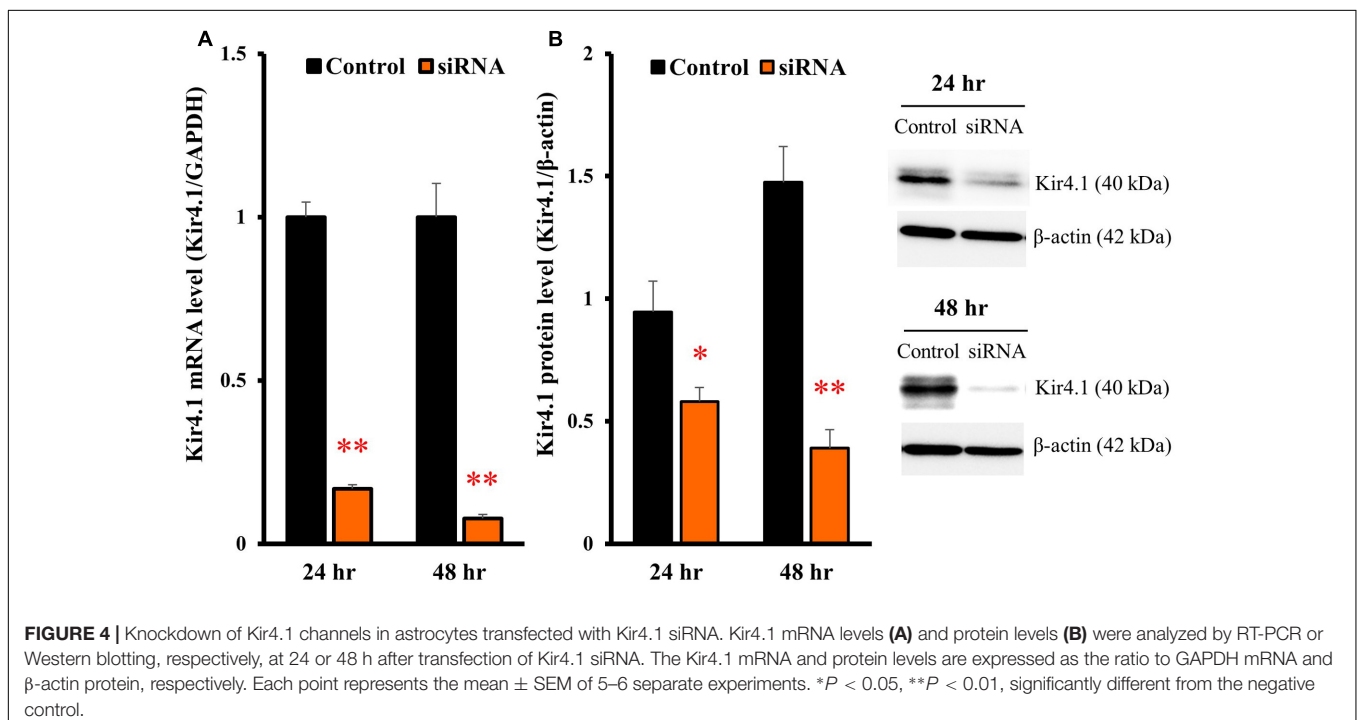 A
Kir4.1 mRNA level (Kir4.1/GAPDH)
1.5
1
0.5
0
Control siRNA
**
**
24 hr 48 hr
B
Kir4.1 protein level (Kir4.1/β-actin)
2
1.5
1
0.5
0
Control siRNA
*
**
24 hr 48 hr
24 hr
Control siRNA
Kir4.1 (40 kDa)
β-actin (42 kDa)
48 hr
Control siRNA
Kir4.1 (40 kDa)
β-actin (42 kDa)
FIGURE 4 | Knockdown of Kir4.1 channels in astrocytes transfected with Kir4.1 siRNA. Kir4.1 mRNA levels (A) and protein levels (B) were analyzed by RT-PCR or
Western blotting, respectively, at 24 or 48 h after transfection of Kir4.1 siRNA. The Kir4.1 mRNA and protein levels are expressed as the ratio to GAPDH mRNA and
β-actin protein, respectively. Each point represents the mean ± SEM of 5–6 separate experiments. *P < 0.05, **P < 0.01, significantly different from the negative
control.